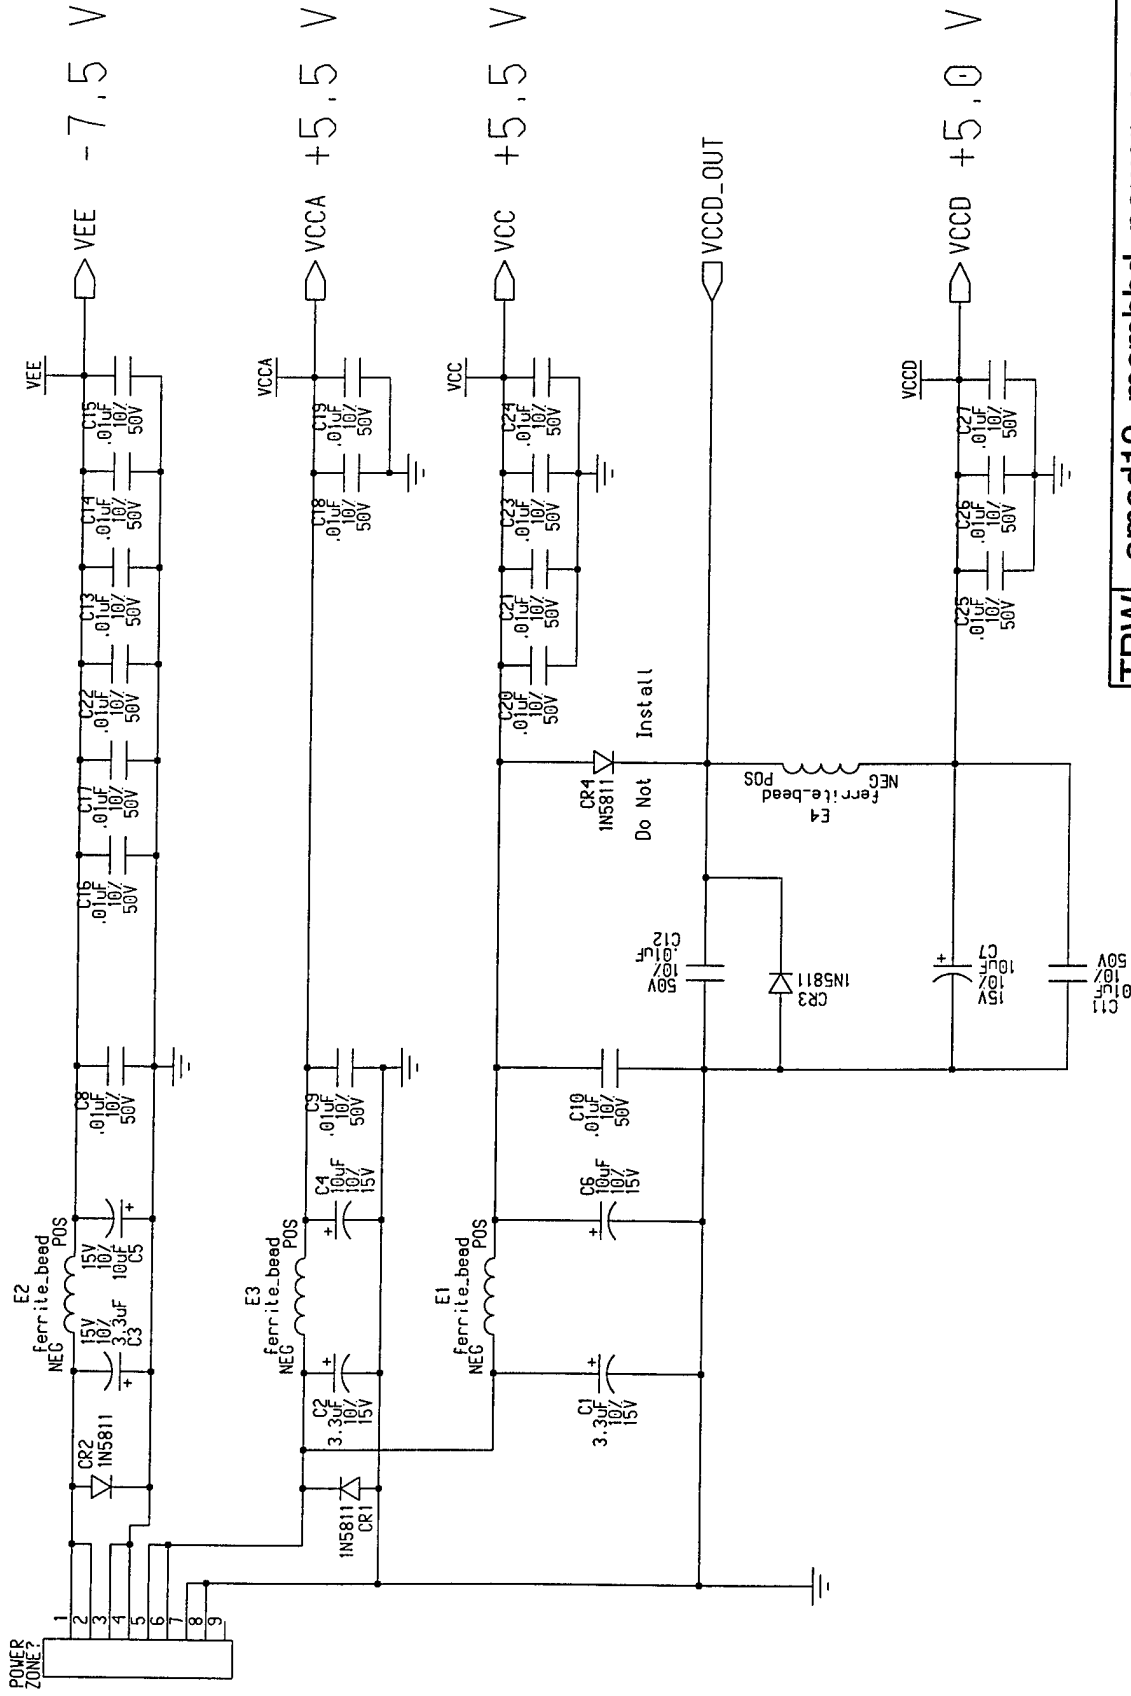 POWER
ZONE?
1
2
3
4
5
6
7
8
9
CR2
1N5811
E2
ferrite_bead
NEG
POS
15V
10%
3.3uF
C3
15V
10%
10uF
C5
C8
.01uF
10%
50V
C16
.01uF
10%
50V
C17
.01uF
10%
50V
C22
.01uF
10%
50V
C13
.01uF
10%
50V
C14
.01uF
10%
50V
C15
.01uF
10%
50V
VEE
VEE -7.5 V
1N5811
CR1
E3
ferrite_bead
NEG
POS
C2
3.3uF
10%
15V
C4
10uF
10%
15V
C9
.01uF
10%
50V
C18
.01uF
10%
50V
C19
.01uF
10%
50V
VCCA
VCCA +5.5 V
E1
ferrite_bead
NEG
POS
C1
3.3uF
10%
15V
C6
10uF
10%
15V
C10
.01uF
10%
50V
C20
.01uF
10%
50V
C21
.01uF
10%
50V
C23
.01uF
10%
50V
C24
.01uF
10%
50V
VCC
VCC +5.5 V
CR4
1N5811
Do Not Install
C12
.01uF
10%
50V
CR3
1N5811
VCCD_OUT
E4
ferrite_bead
POS
NEG
C7
10uF
10%
15V
C11
.01uF
10%
50V
C25
.01uF
10%
50V
C26
.01uF
10%
50V
C27
.01uF
10%
50V
VCCD
VCCD +5.0 V
TRW